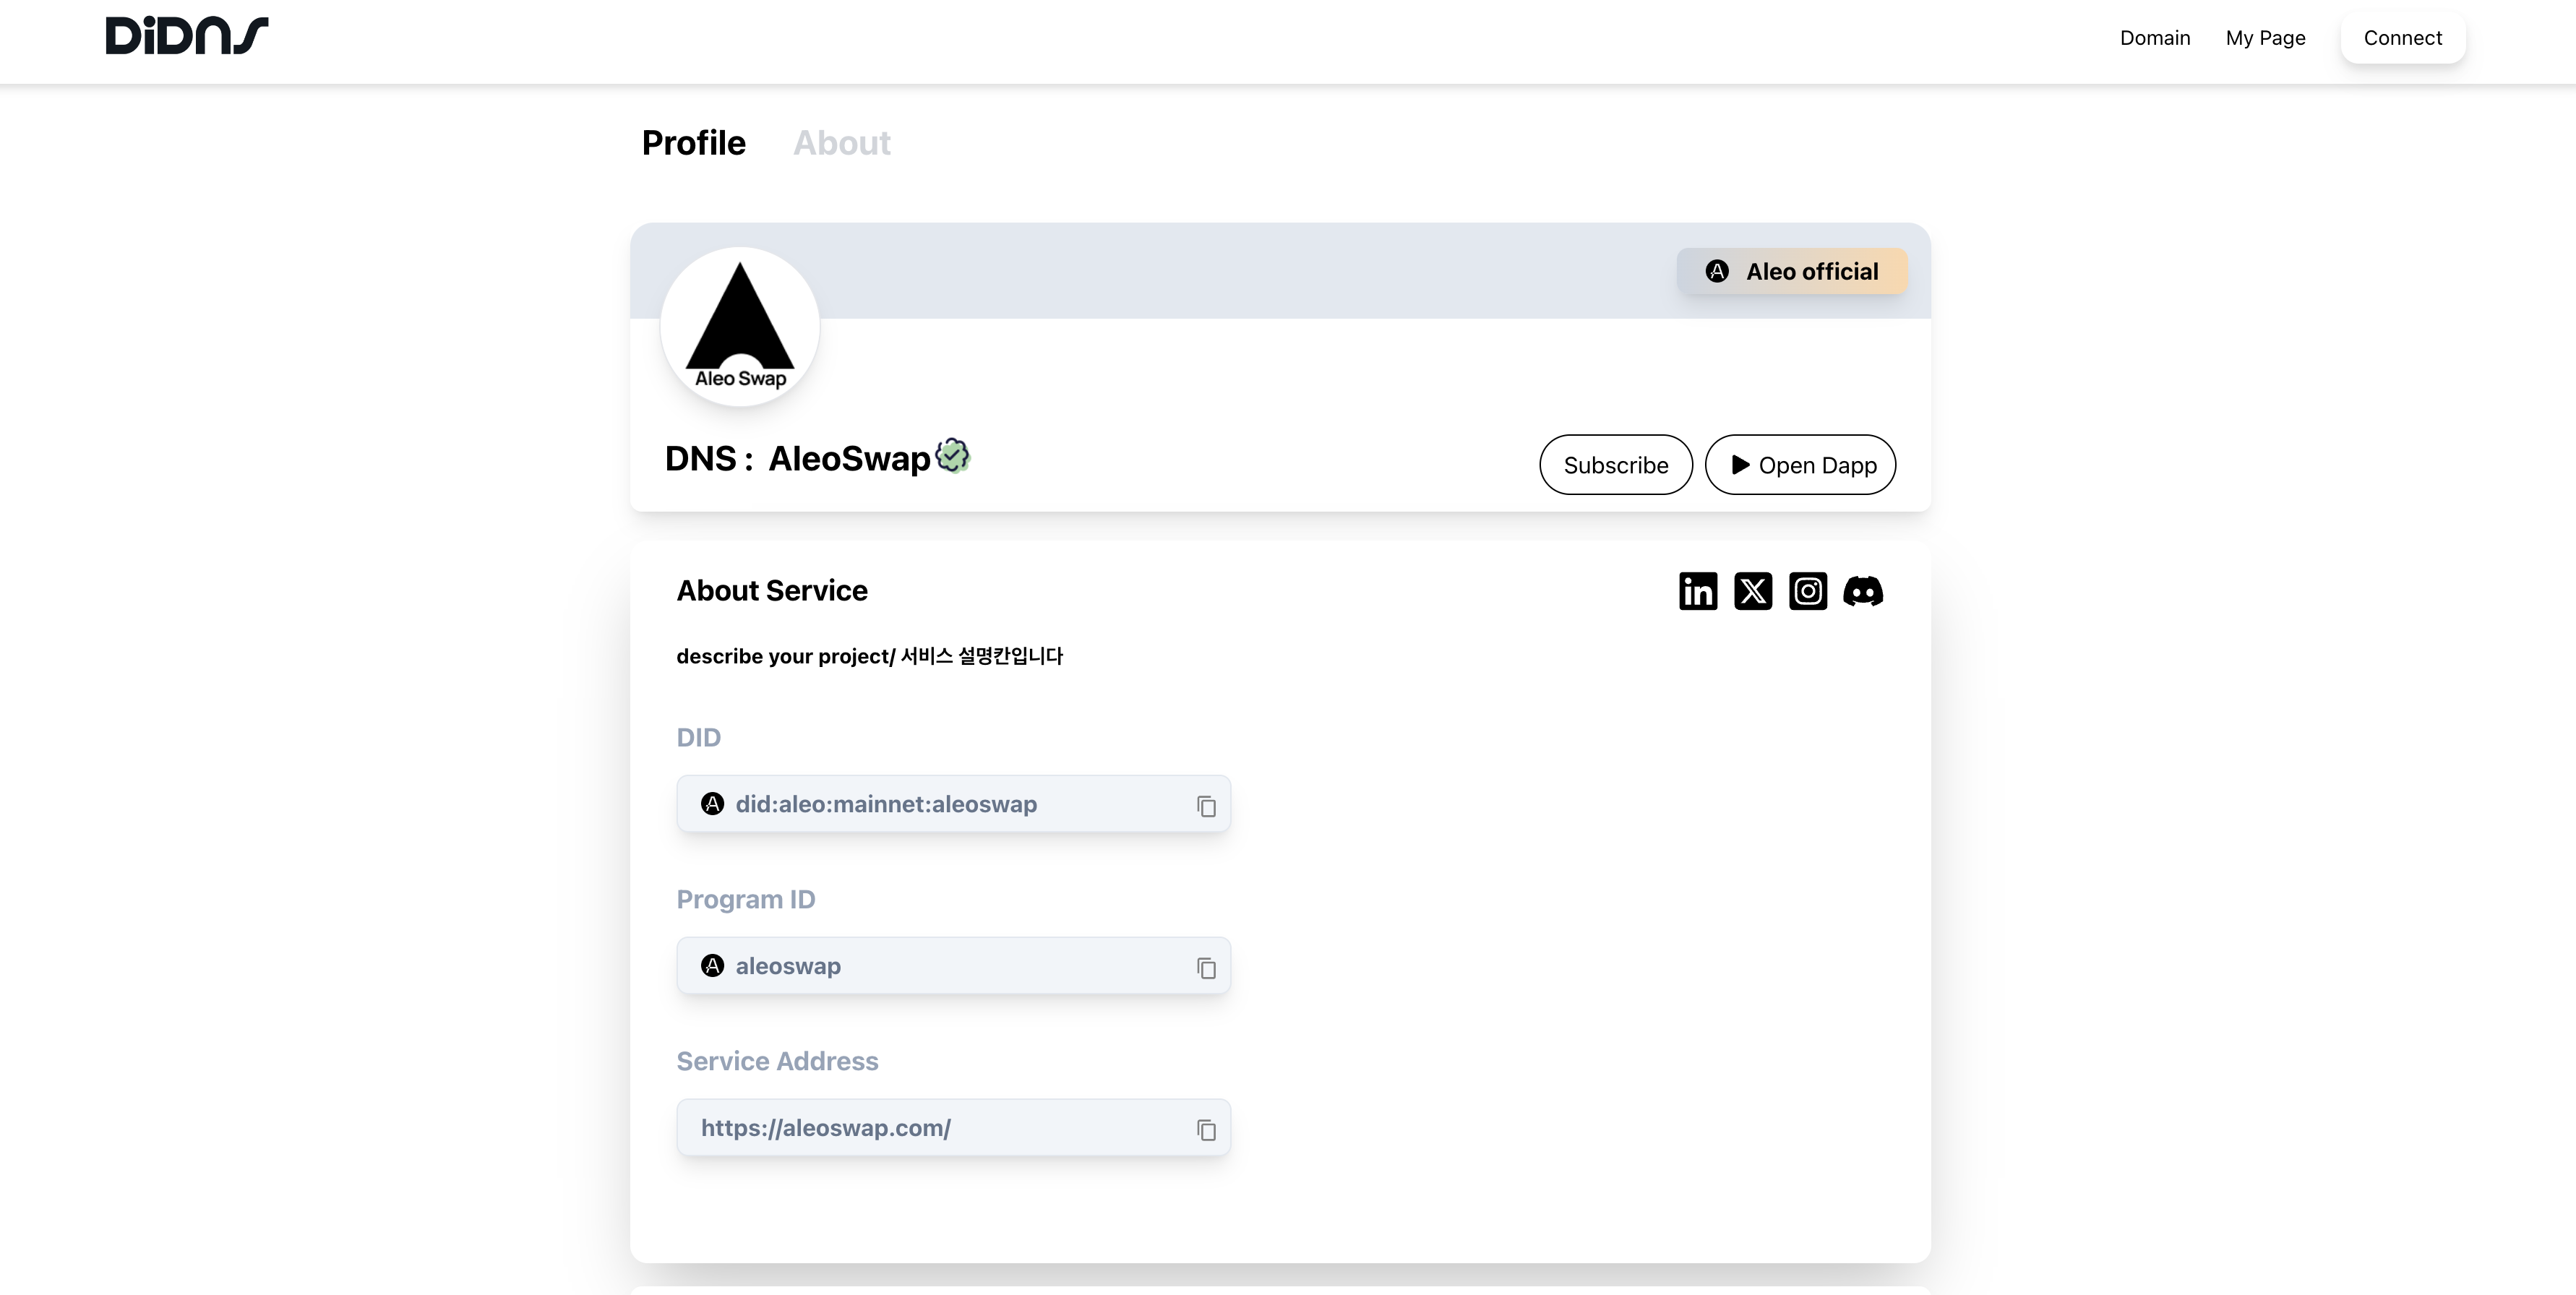 DiDNS
Domain
My Page
Connect
Profile
About
Aleo official
Aleo Swap
DNS : AleoSwap
Subscribe
Open Dapp
About Service
describe your project/ 서비스 설명칸입니다
DID
did:aleo:mainnet:aleoswap
Program ID
aleoswap
Service Address
https://aleoswap.com/